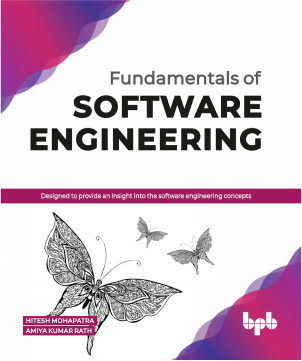 Fundamentals of
SOFTWARE
ENGINEERING
Designed to provide an insight into the software engineering concepts
HITESH MOHAPATRA
AMIYA KUMAR RATH
bpb